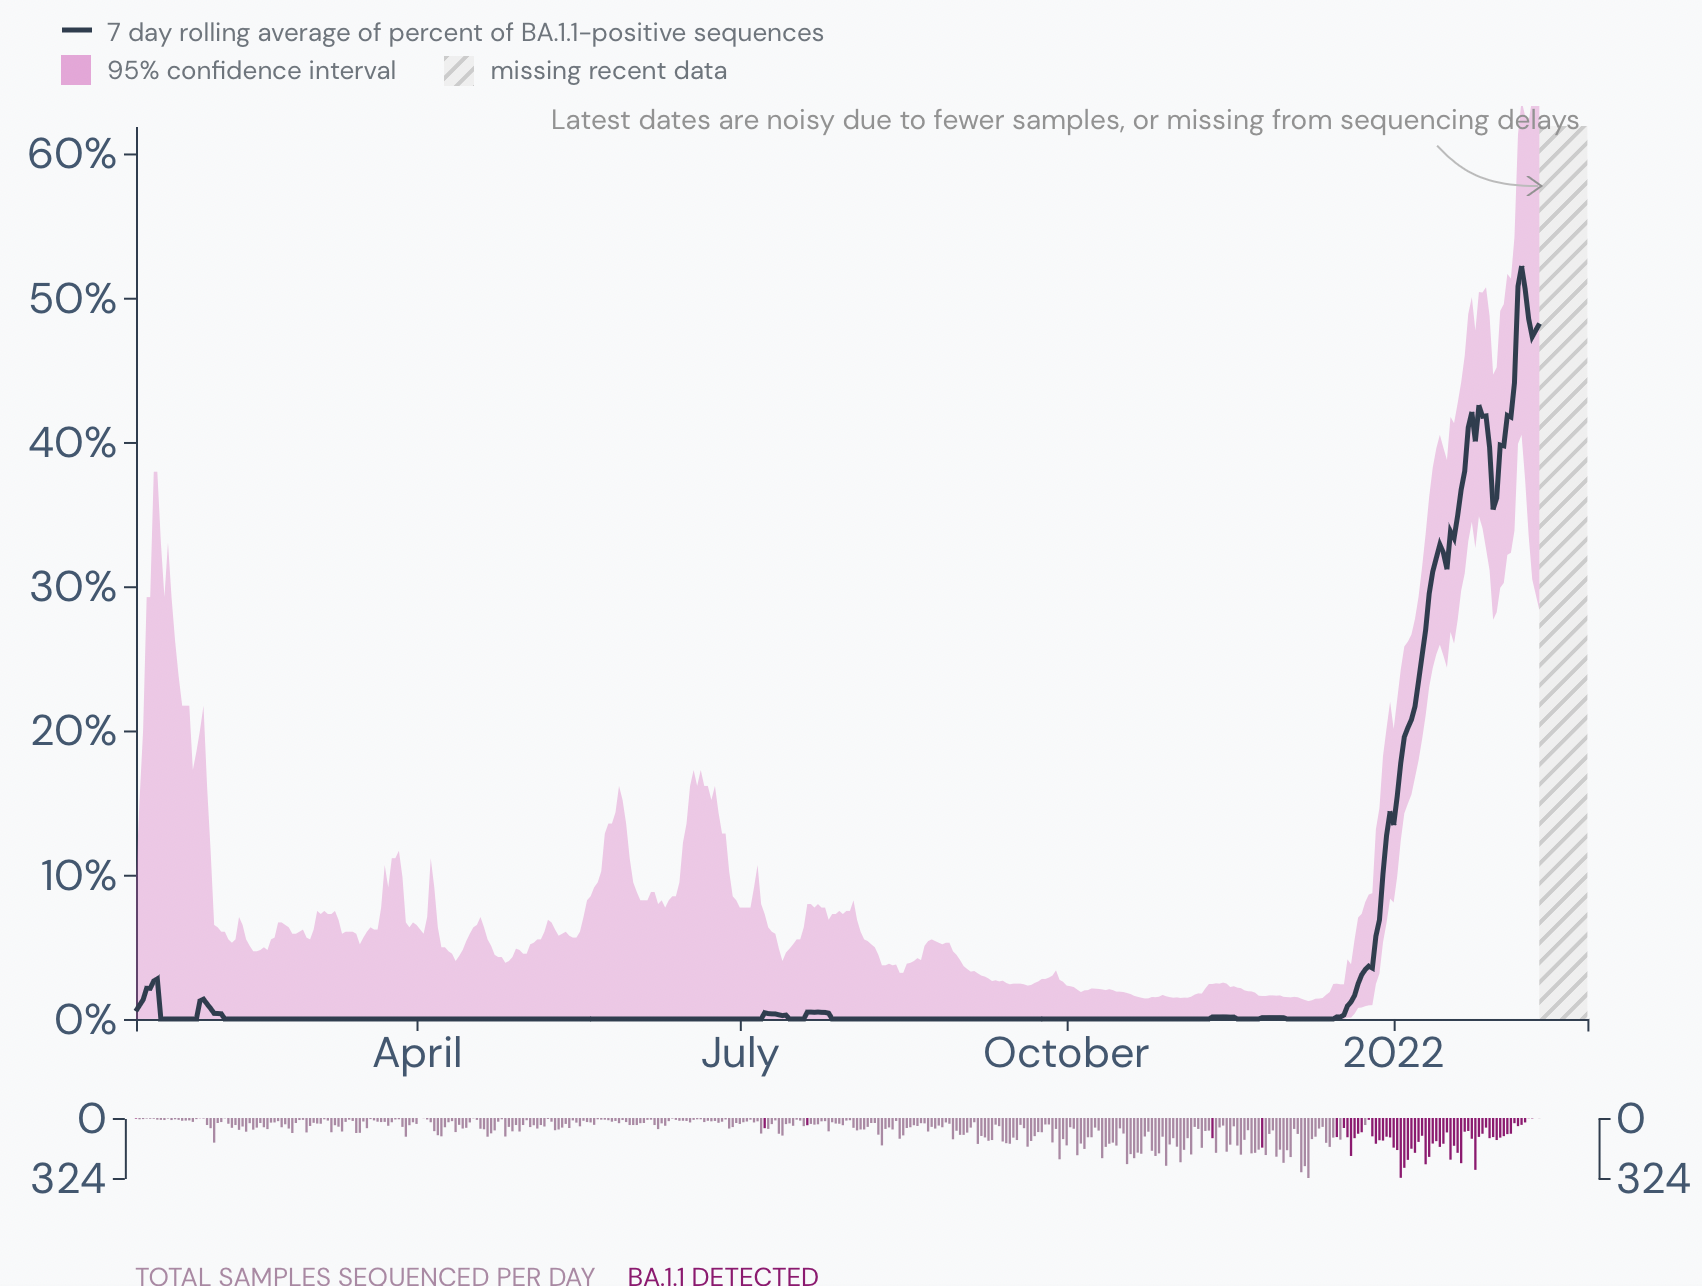 7 day rolling average of percent of BA.1.1-positive sequences
95% confidence interval missing recent data
Latest dates are noisy due to fewer samples, or missing from sequencing delays
60%
50%
40%
30%
20%
10%
0%
April July October 2022
0 0
324 324
TOTAL SAMPLES SEQUENCED PER DAY BA.1.1 DETECTED